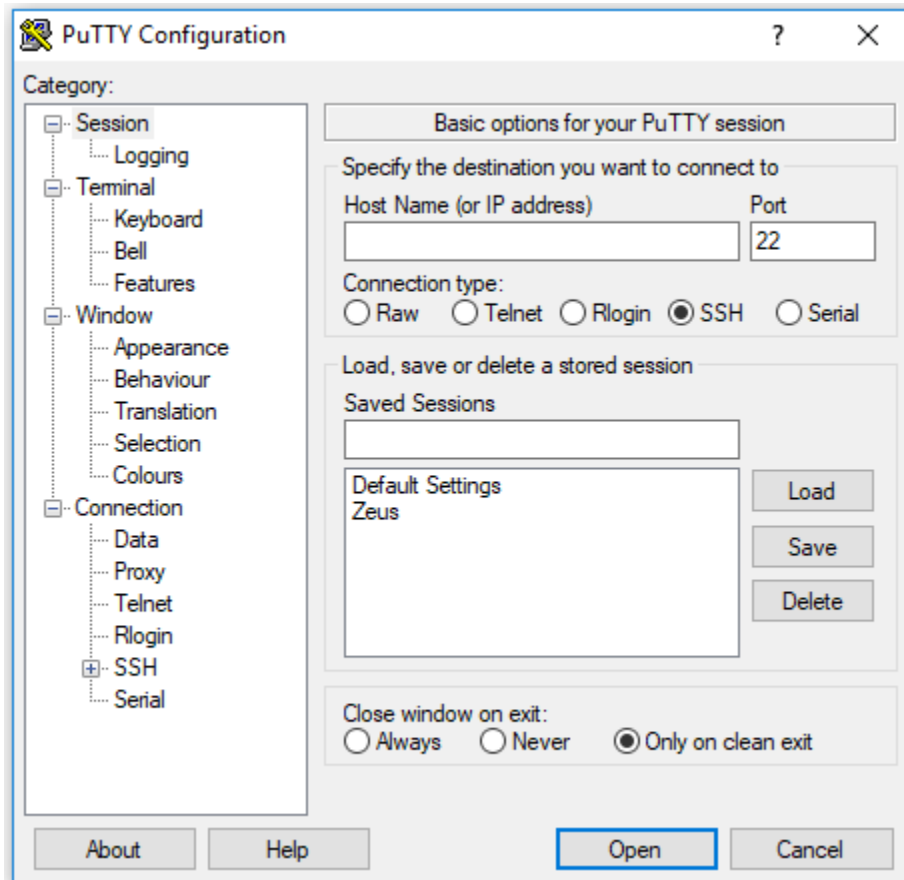 PuTTY Configuration
?
Category:
Session
Logging
Terminal
Keyboard
Bell
Features
Window
Appearance
Behaviour
Translation
Selection
Colours
Connection
Data
Proxy
Telnet
Rlogin
SSH
Serial
Basic options for your PuTTY session
Specify the destination you want to connect to
Host Name (or IP address) Port
22
Connection type:
Raw Telnet Rlogin SSH Serial
Load, save or delete a stored session
Saved Sessions
Default Settings
Zeus
Load
Save
Delete
Close window on exit:
Always Never Only on clean exit
About Help Open Cancel